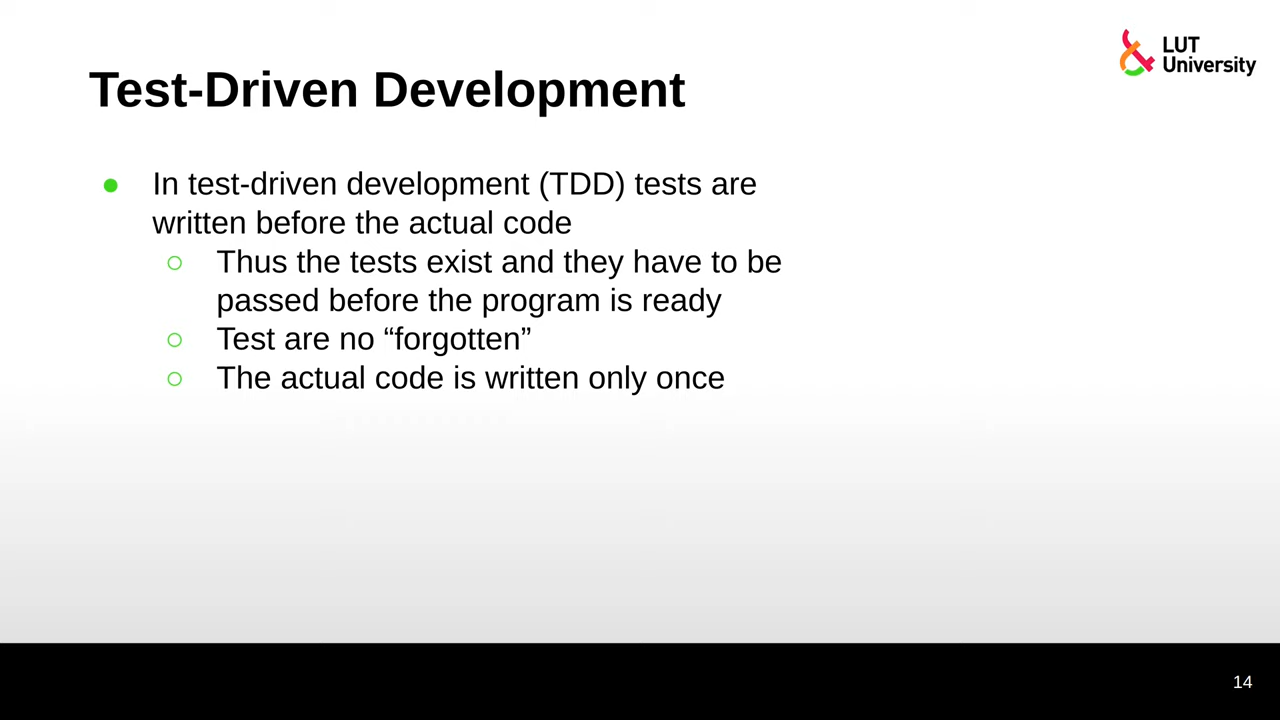 LUT
University
Test-Driven Development
● In test-driven development (TDD) tests are
written before the actual code
○ Thus the tests exist and they have to be
passed before the program is ready
○ Test are no “forgotten”
○ The actual code is written only once
14